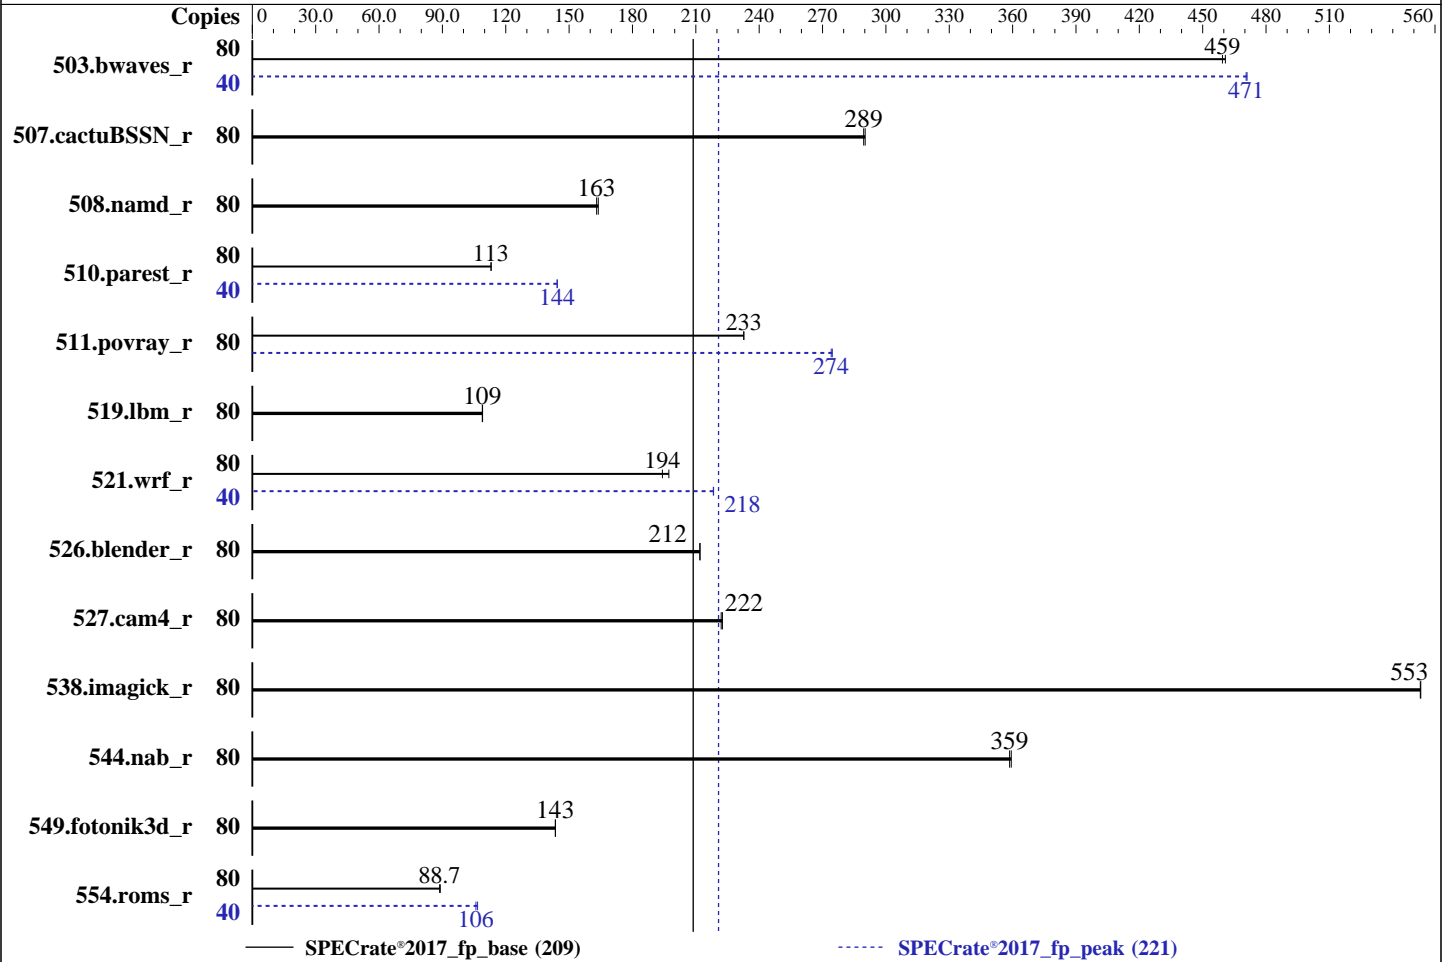 Copies 0 30.0 60.0 90.0 120 150 180 210 240 270 300 330 360 390 420 450 480 510 560
503.bwaves_r 80 459
40 471
507.cactuBSSN_r 80 289
508.namd_r 80 163
510.parest_r 80 113
40 144
511.povray_r 80 233
274
519.lbm_r 80 109
521.wrf_r 80 194
40 218
526.blender_r 80 212
527.cam4_r 80 222
538.imagick_r 80 553
544.nab_r 80 359
549.fotonik3d_r 80 143
554.roms_r 80 88.7
40 106
SPECrate®2017_fp_base (209) SPECrate®2017_fp_peak (221)